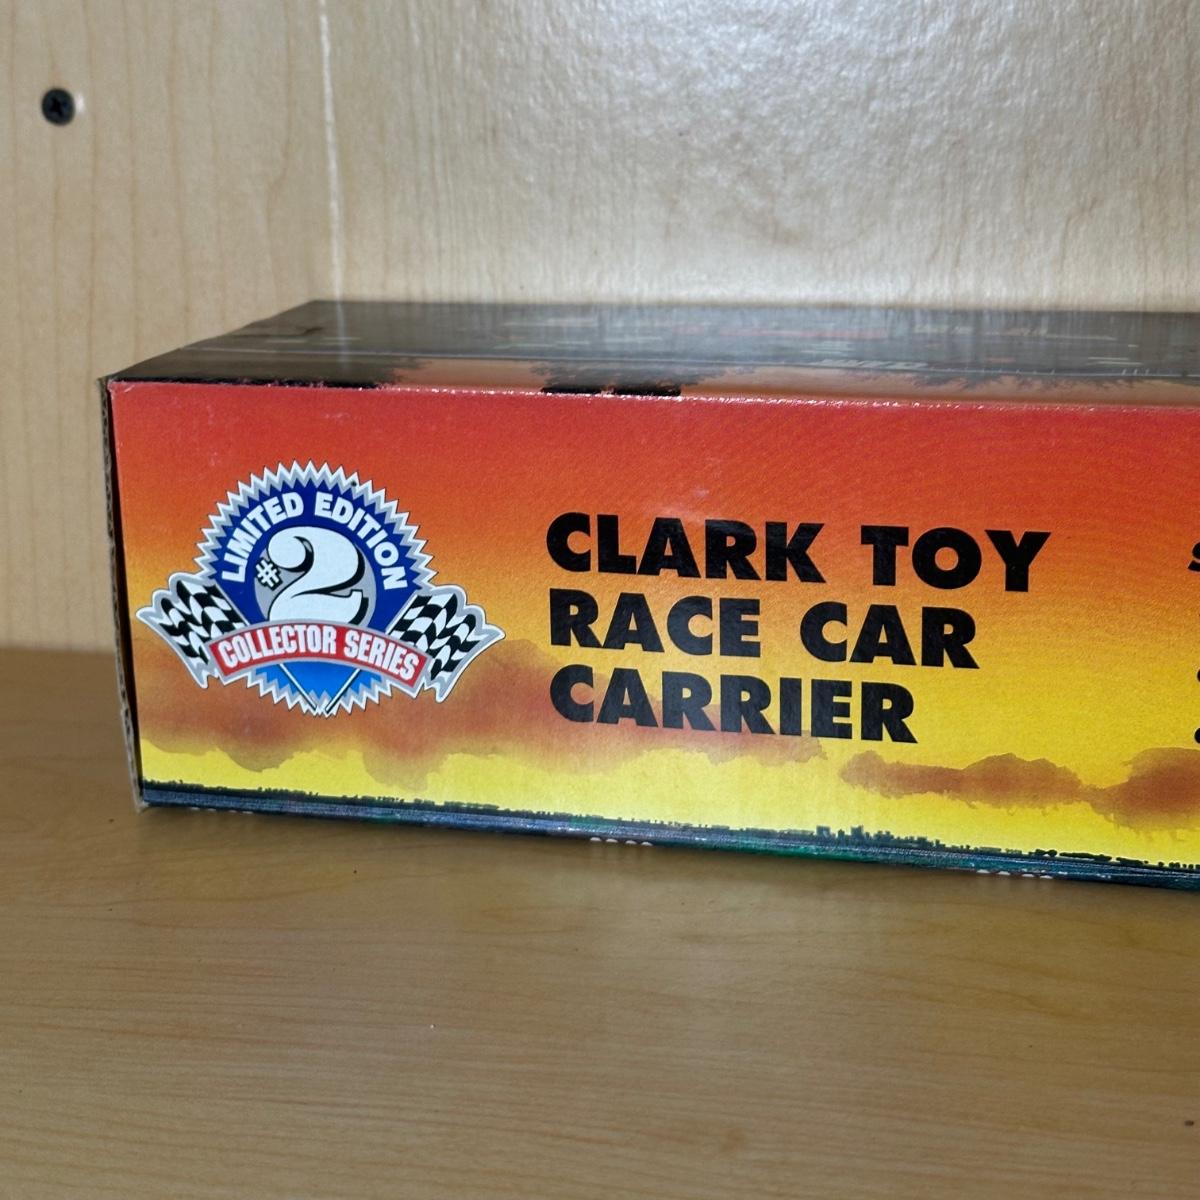 LIMITED EDITION
#2
COLLECTOR SERIES
CLARK TOY
RACE CAR
CARRIER